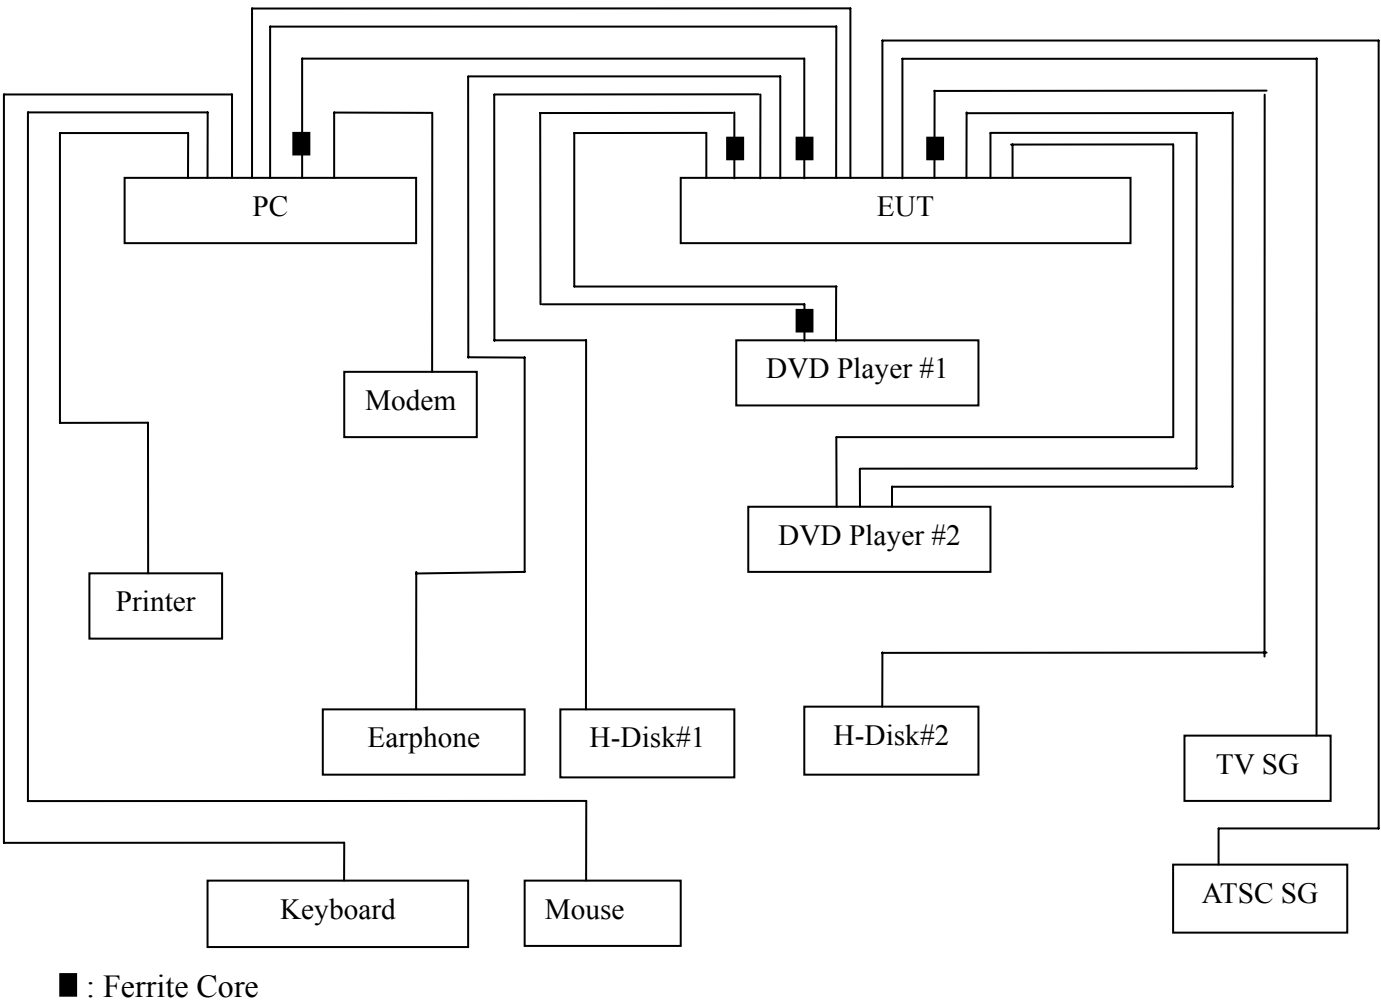 PC
EUT
DVD Player #1
Modem
DVD Player #2
Printer
Earphone
H-Disk#1
H-Disk#2
TV SG
ATSC SG
Keyboard
Mouse
: Ferrite Core